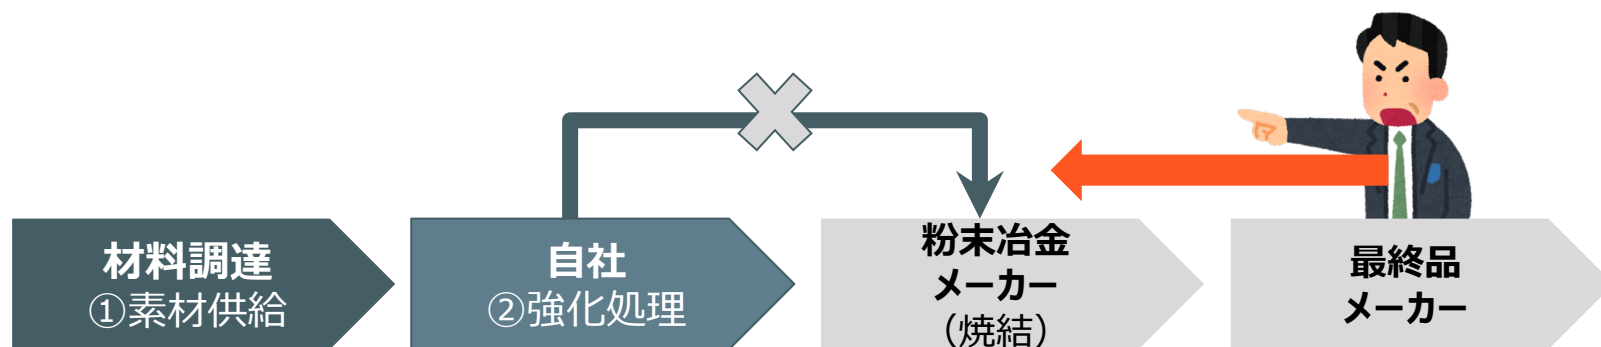 材料調達
①素材供給
自社
②強化処理
粉末冶金
メーカー
（焼結）
最終品
メーカー